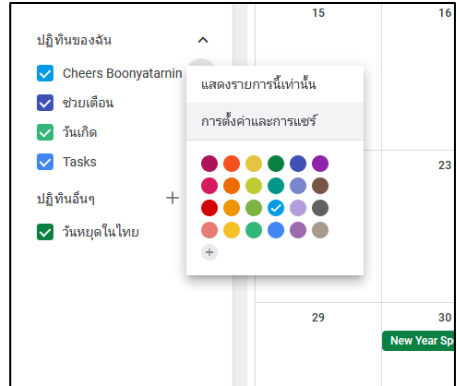 15 16
ปฏิทินของฉัน
Cheers Boonyatarnin
แสดงรายการนี้เท่านั้น
ช่วยเตือน
การตั้งค่าและการแชร์
วันเกิด
Tasks
23
ปฏิทินอื่นๆ
วันหยุดในไทย
29 30
New Year Sp